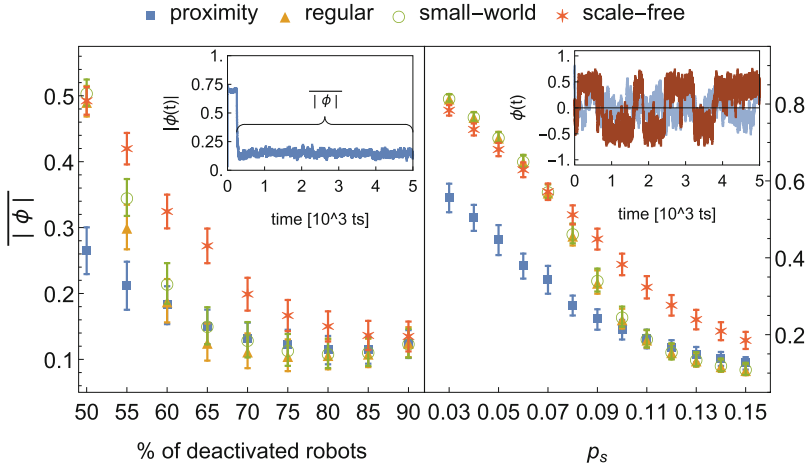 proximity regular small–world scale–free
0.5
0.4
0.3
0.2
0.1
| ϕ |
50 55 60 65 70 75 80 85 90
% of deactivated robots
1.
0.75
0.5
0.25
0.
|ϕ(t)|
| ϕ |
0 1 2 3 4 5
time [10^3 ts]
1.
0.5
0
−0.5
−1.
ϕ(t)
0 1 2 3 4 5
time [10^3 ts]
0.8
0.6
0.4
0.2
0.03 0.05 0.07 0.09 0.11 0.13 0.15
ps